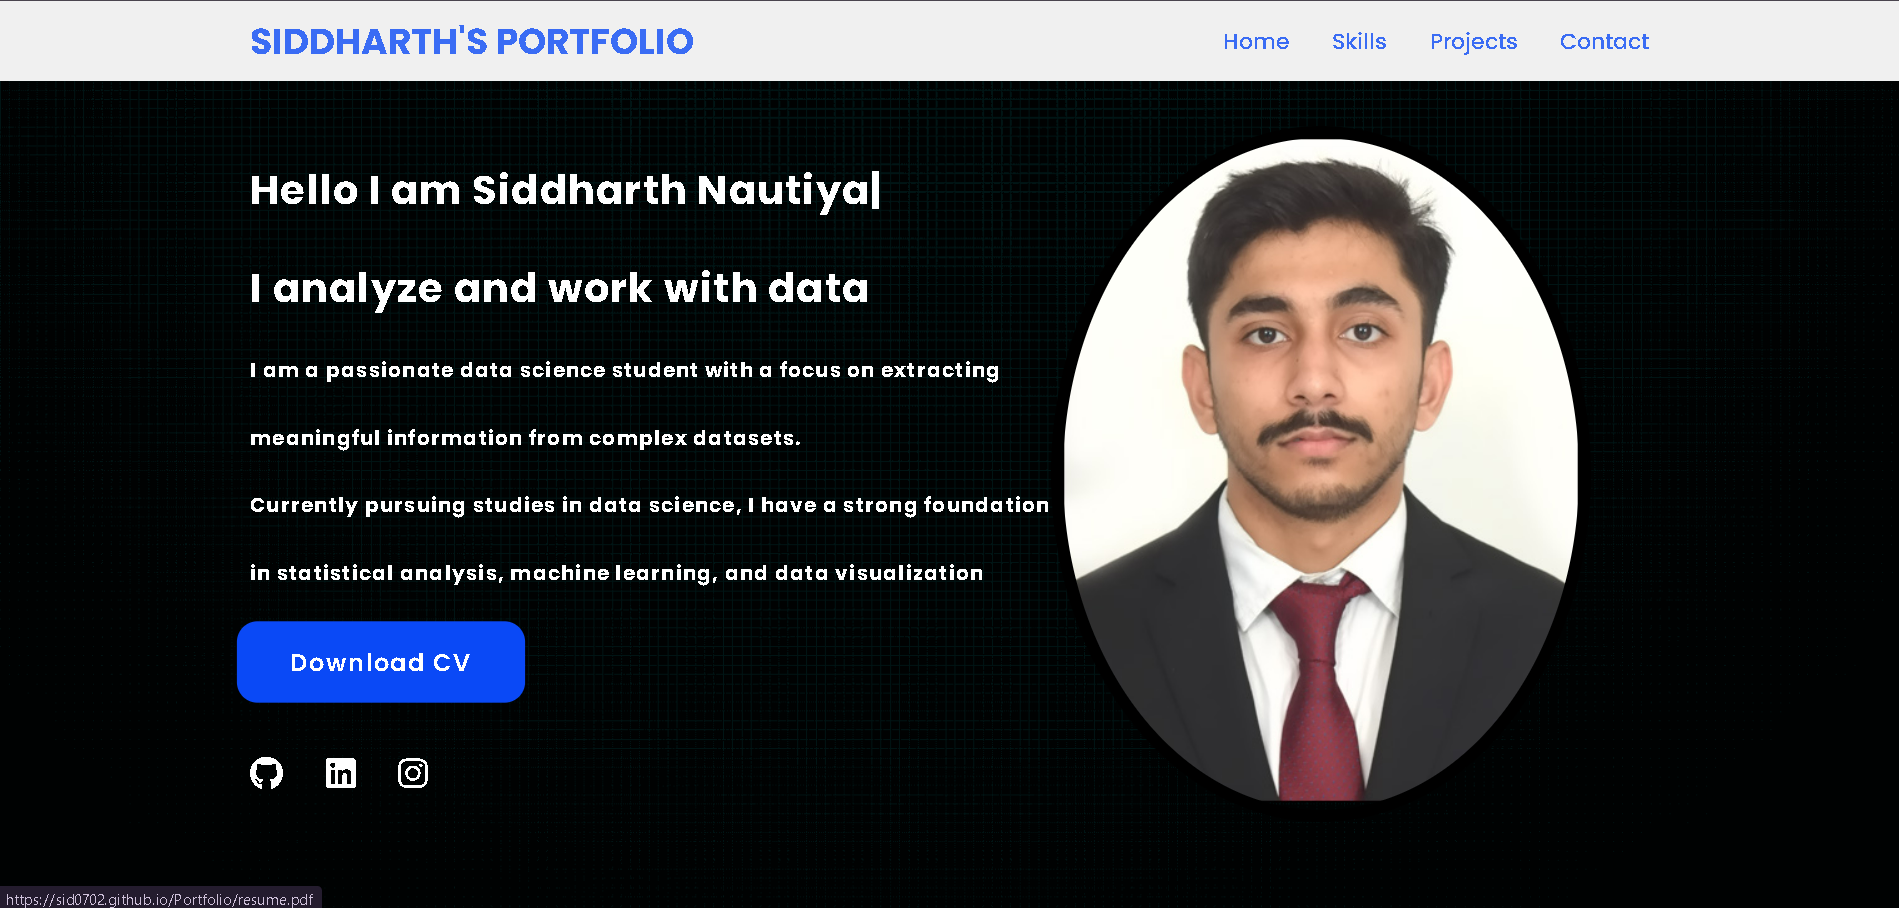 SIDDHARTH'S PORTFOLIO
Home Skills Projects Contact
Hello I am Siddharth Nautiya|
I analyze and work with data
I am a passionate data science student with a focus on extracting
meaningful information from complex datasets.
Currently pursuing studies in data science, I have a strong foundation
in statistical analysis, machine learning, and data visualization
Download CV
https://sid0702.github.io/Portfolio/resume.pdf